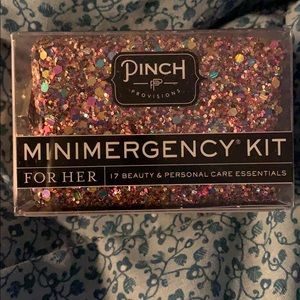 PINCH
PROVISIONS
MINIMERGENCY® KIT
FOR HER
17 BEAUTY & PERSONAL CARE ESSENTIALS